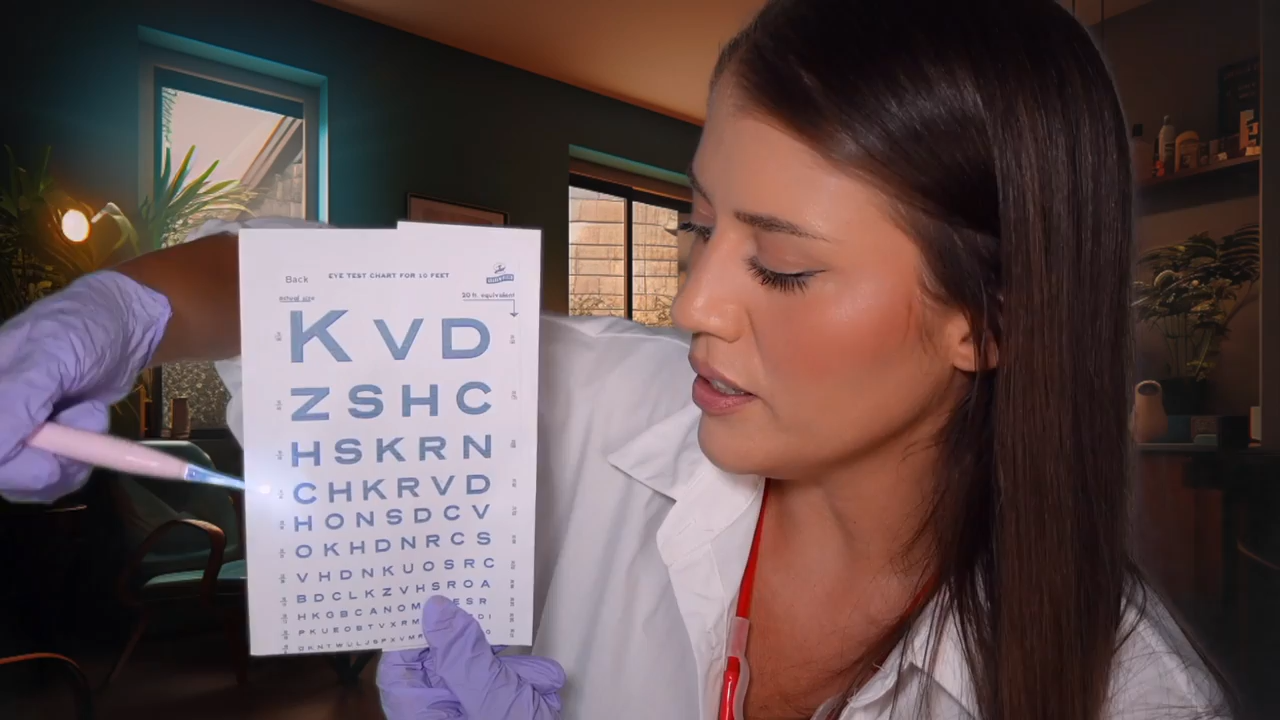 Back
EYE TEST CHART FOR 10 FEET
20 ft. equivalent
K V D
Z S H C
H S K R N
C H K R V D
H O N S D C V
O K H D N R C S
V H D N K U O S R C
B D C L K Z V H S R O A
H K G B C A N O M E S R
P K U E O B T V X R M D I
D K N T W U L J S P X V M